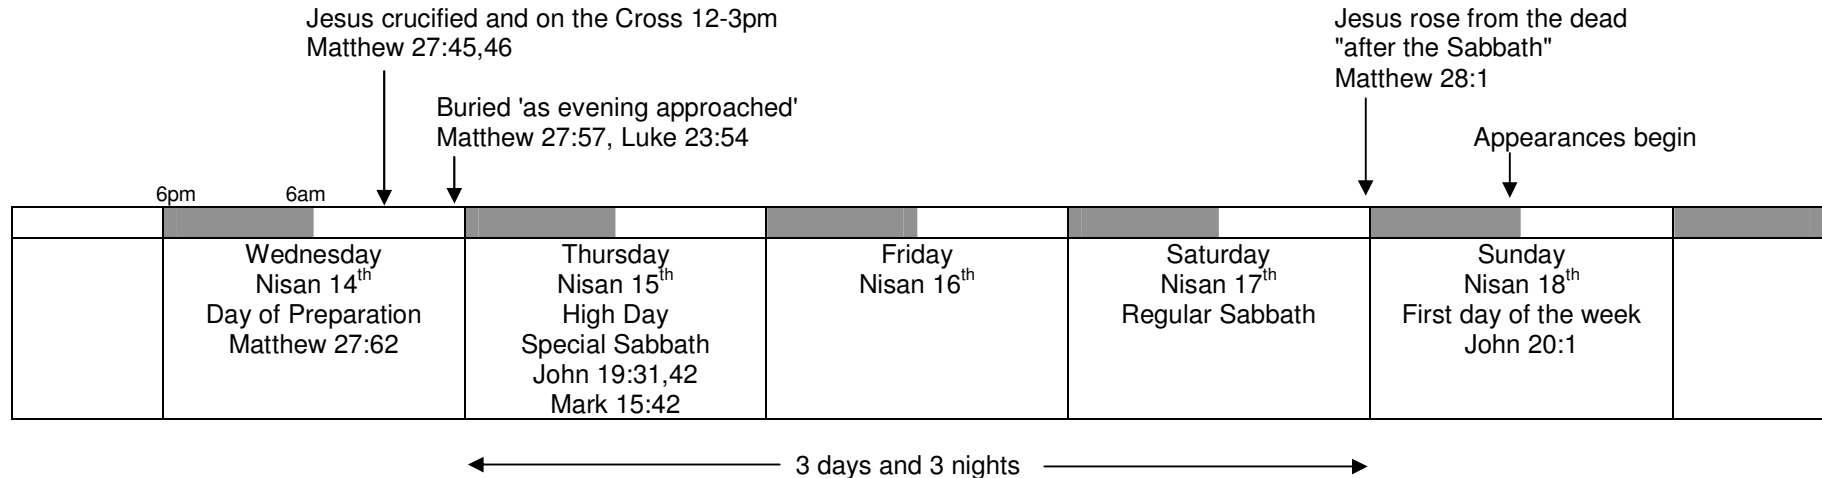 Jesus crucified and on the Cross 12-3pm
Matthew 27:45,46
Buried 'as evening approached'
Matthew 27:57, Luke 23:54
Jesus rose from the dead
"after the Sabbath"
Matthew 28:1
Appearances begin
6pm
6am
Wednesday
Nisan 14th
Day of Preparation
Matthew 27:62
Thursday
Nisan 15th
High Day
Special Sabbath
John 19:31,42
Mark 15:42
Friday
Nisan 16th
Saturday
Nisan 17th
Regular Sabbath
Sunday
Nisan 18th
First day of the week
John 20:1
3 days and 3 nights